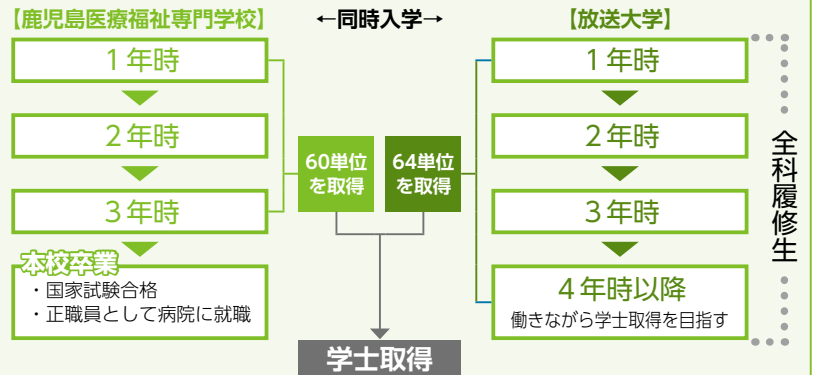 【鹿児島医療福祉専門学校】
←同時入学→
【放送大学】
1年時
2年時
3年時
本校卒業
・国家試験合格
・正職員として病院に就職
60単位
を取得
64単位
を取得
学士取得
1年時
2年時
3年時
4年時以降
働きながら学士取得を目指す
全科履修生